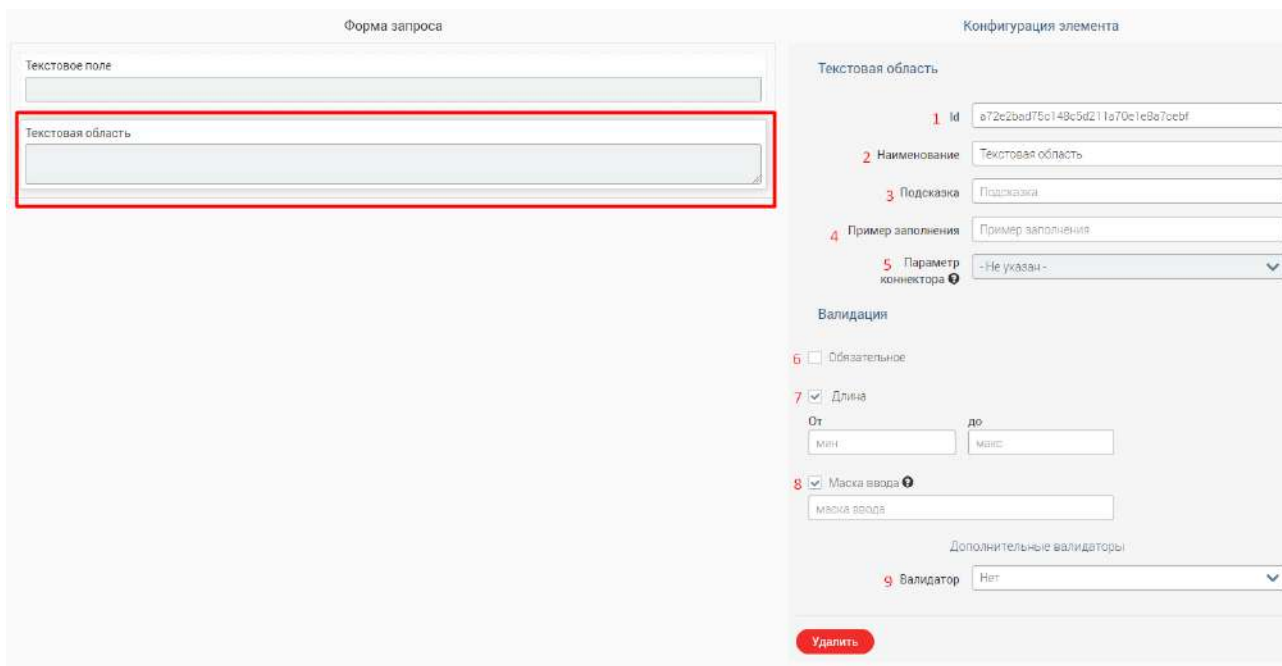 Форма запроса
Текстовое поле
Текстовая область
Конфигурация элемента
Текстовая область
1 Id a72e2bad75c148c5d211a70e1e8a7cebf
2 Наименование Текстовая область
3 Подсказка Подсказка
4 Пример заполнения Пример заполнения
5 Параметр - Не указан -
коннектора
Валидация
6 Обязательное
7 Длина
От до
мин макс
8 Маска ввода
маска ввода
Дополнительные валидаторы
9 Валидатор Нет
Удалить